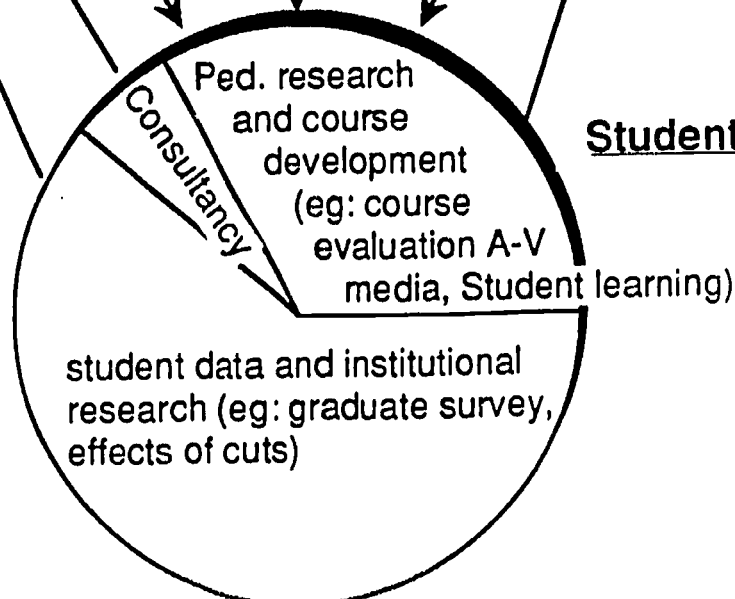 Ped. research
and course
development
(eg: course
evaluation A-V
media, Student learning)
Consultancy
Student
student data and institutional
research (eg: graduate survey,
effects of cuts)